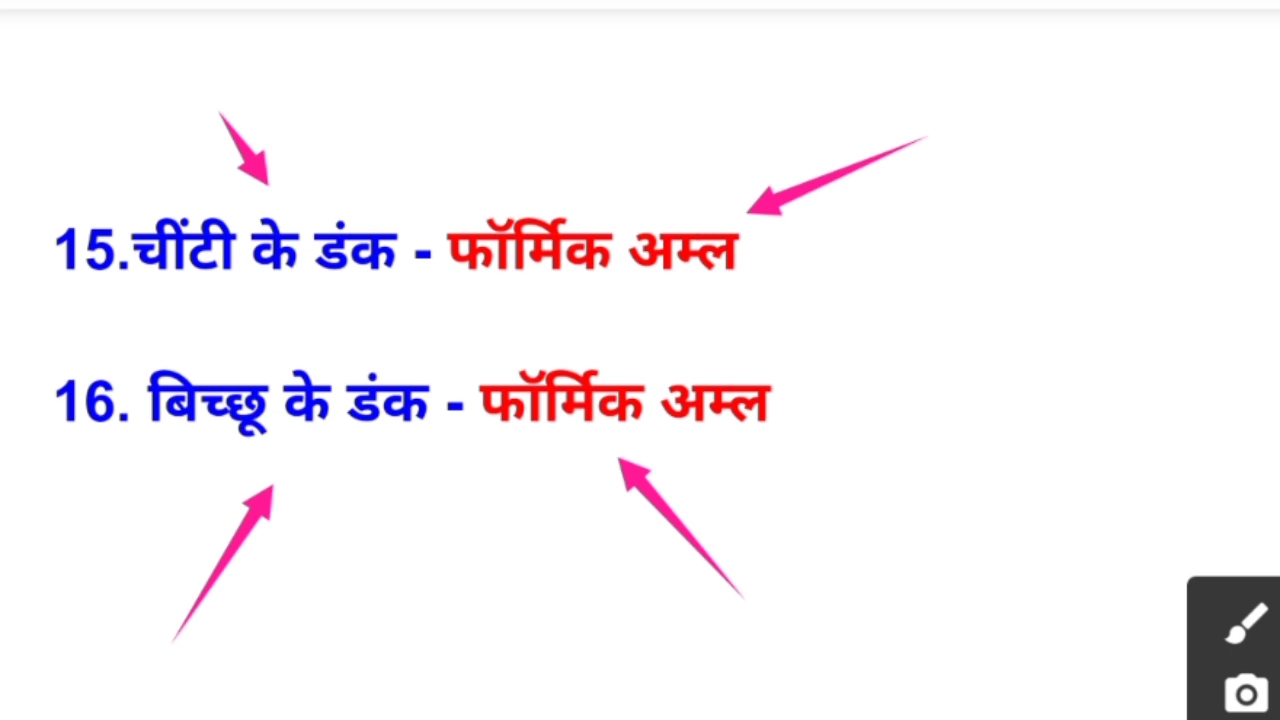 15.चींटी के डंक - फॉर्मिक अम्ल
16. बिच्छू के डंक - फॉर्मिक अम्ल